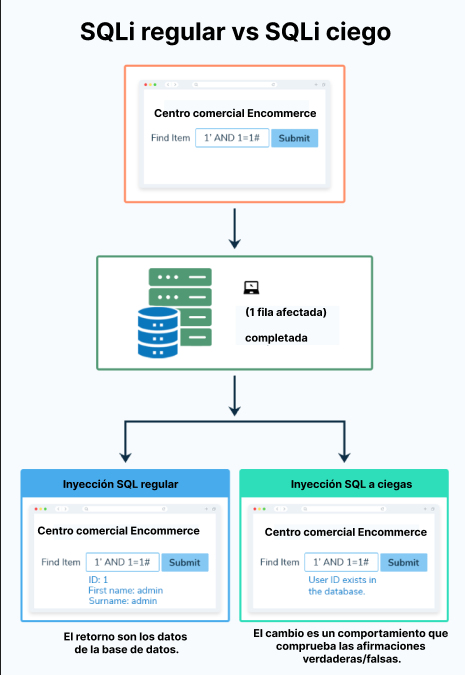 SQLi regular vs SQLi ciego
Centro comercial Encommerce
Find Item 1' AND 1=1# Submit
(1 fila afectada)
completada
Inyección SQL regular
Centro comercial Encommerce
Find Item 1' AND 1=1# Submit
ID: 1
First name: admin
Surname: admin
El retorno son los datos
de la base de datos.
Inyección SQL a ciegas
Centro comercial Encommerce
Find Item 1' AND 1=1# Submit
User ID exists in
the database.
El cambio es un comportamiento que
comprueba las afirmaciones
verdaderas/falsas.